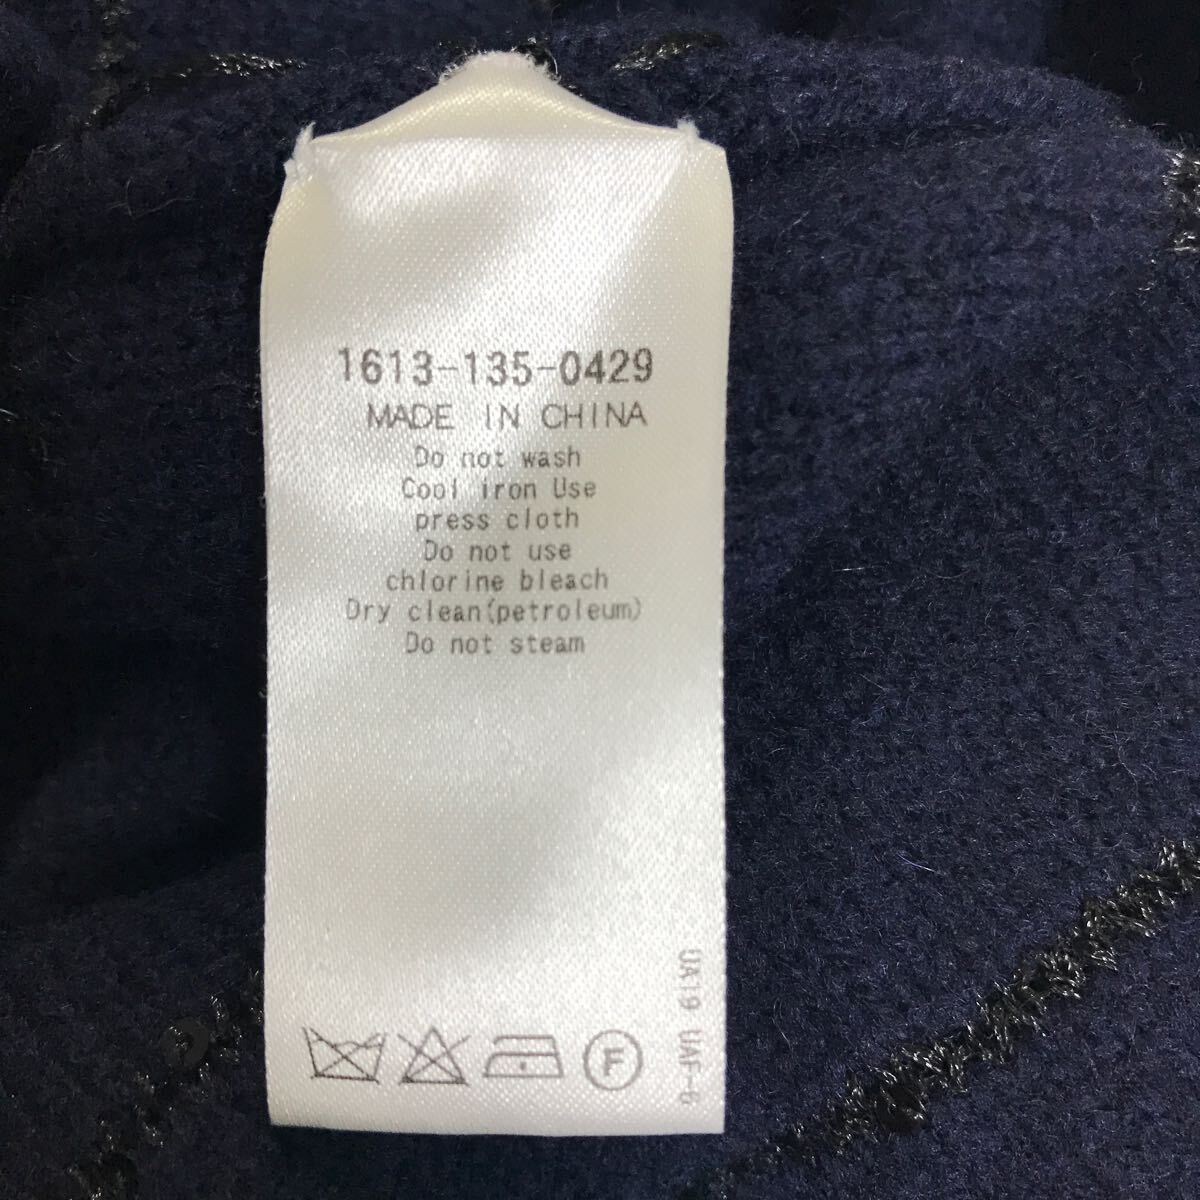 1613-135-0429
MADE IN CHINA
Do not wash
Cool iron Use
press cloth
Do not use
chlorine bleach
Dry clean(petroleum)
Do not steam
UA19 UAF-6
F